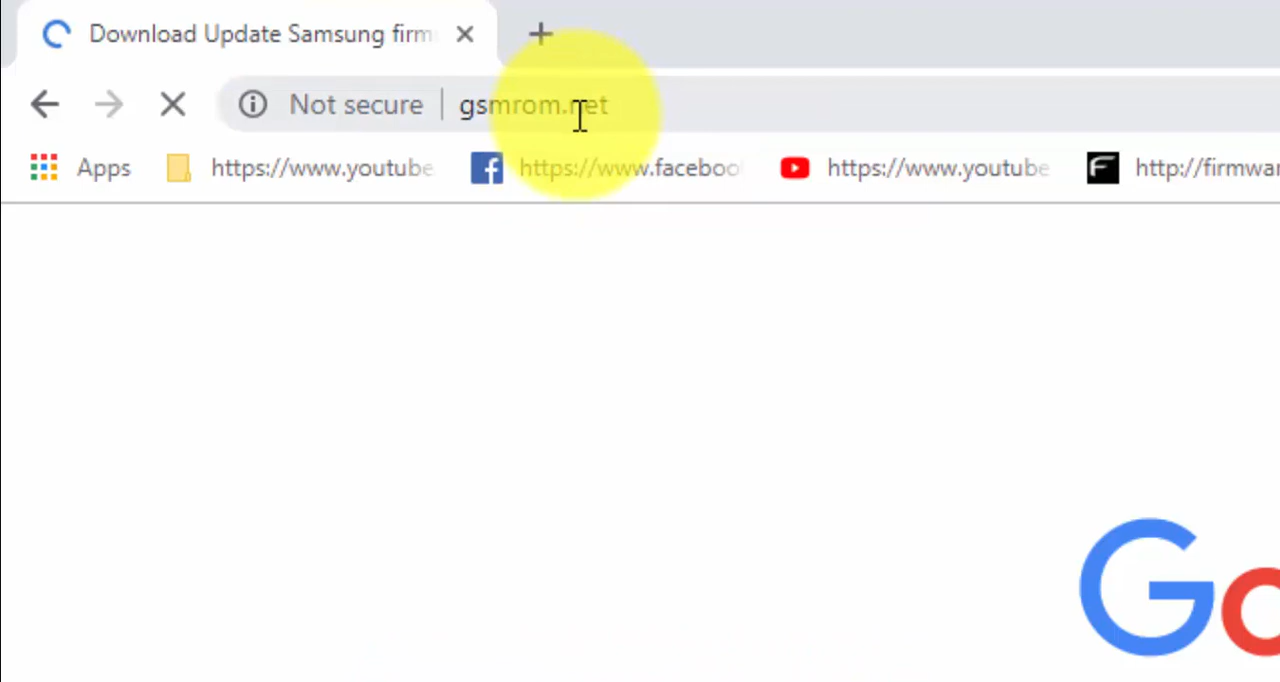 Download Update Samsung firm
Not secure gsmrom.net
Apps https://www.youtube https://www.faceboo https://www.youtube http://firmwar
Go